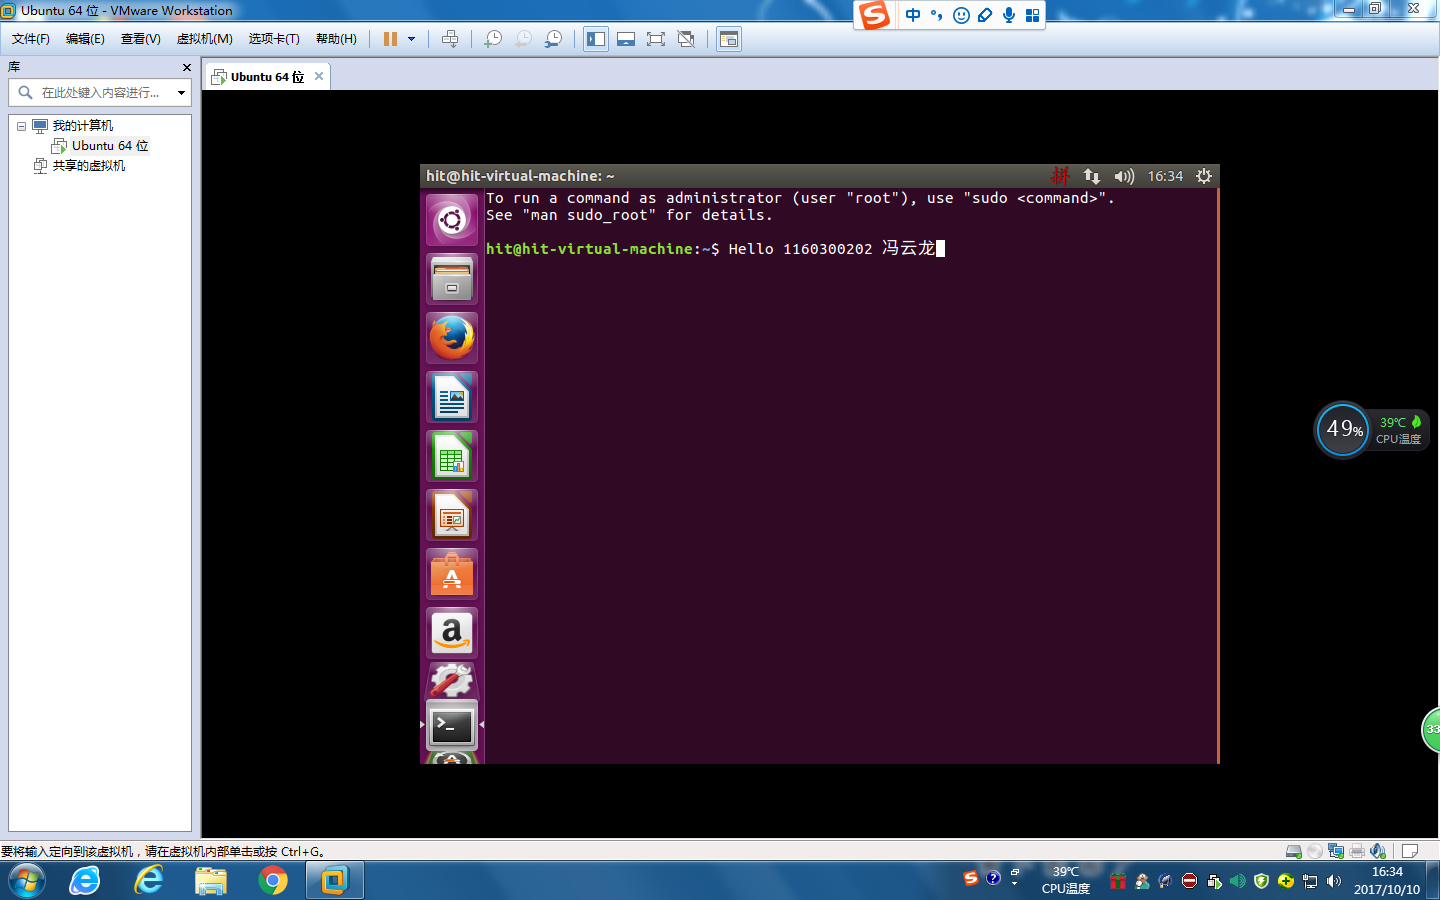 Ubuntu 64 位 - VMware Workstation
中
文件(F) 编辑(E) 查看(V) 虚拟机(M) 选项卡(T) 帮助(H)
库
在此处键入内容进行...
我的计算机
Ubuntu 64 位
共享的虚拟机
Ubuntu 64 位
hit@hit-virtual-machine: ~
拼
16:34
To run a command as administrator (user "root"), use "sudo <command>".
See "man sudo_root" for details.
hit@hit-virtual-machine:~$ Hello 1160300202 冯云龙
49%
39℃
CPU温度
33
要将输入定向到该虚拟机，请在虚拟机内部单击或按 Ctrl+G。
39℃
CPU温度
16:34
2017/10/10